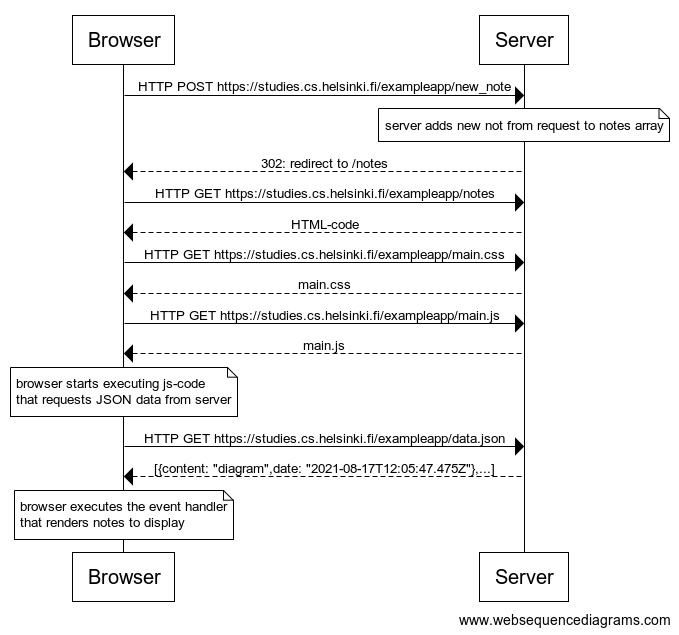 Browser
Server
HTTP POST https://studies.cs.helsinki.fi/exampleapp/new_note
server adds new not from request to notes array
302: redirect to /notes
HTTP GET https://studies.cs.helsinki.fi/exampleapp/notes
HTML-code
HTTP GET https://studies.cs.helsinki.fi/exampleapp/main.css
main.css
HTTP GET https://studies.cs.helsinki.fi/exampleapp/main.js
main.js
browser starts executing js-code
that requests JSON data from server
HTTP GET https://studies.cs.helsinki.fi/exampleapp/data.json
[{content: "diagram",date: "2021-08-17T12:05:47.475Z"},...]
browser executes the event handler
that renders notes to display
Browser
Server
www.websequencediagrams.com